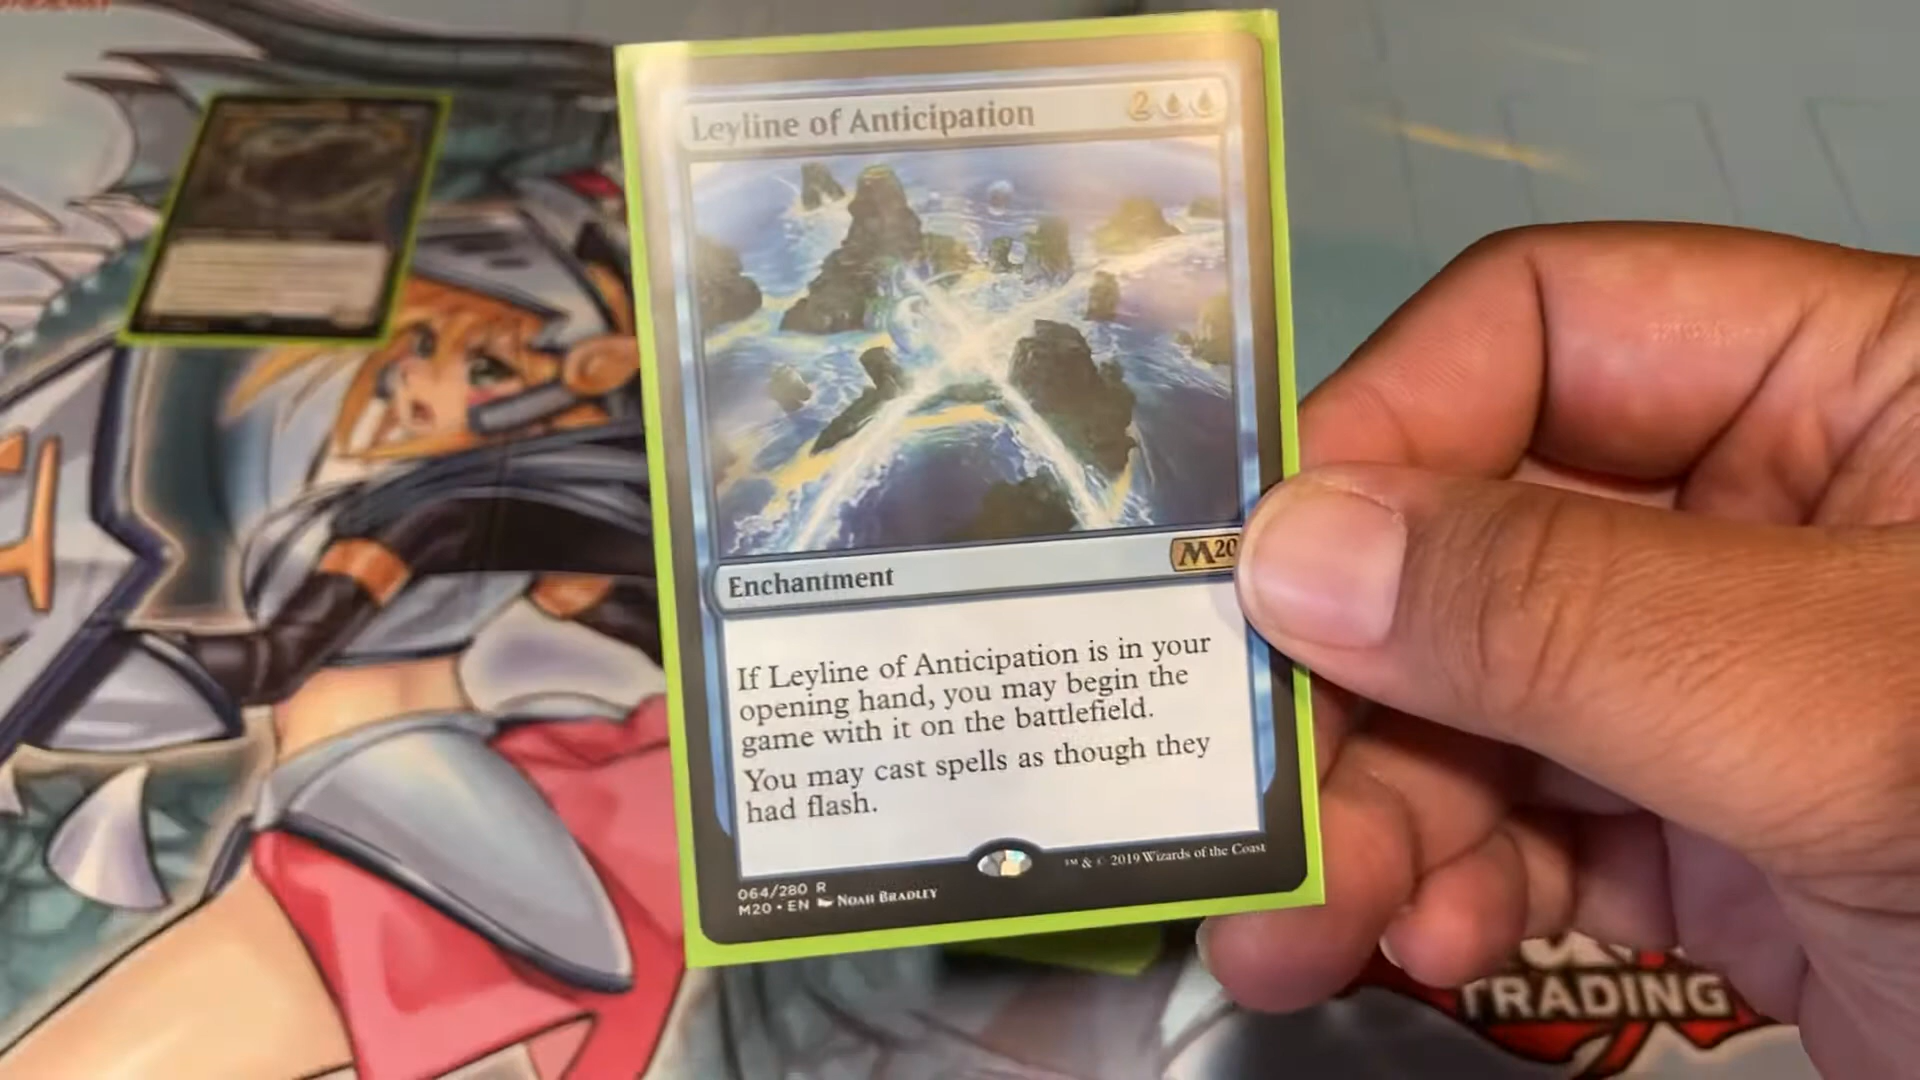 Leyline of Anticipation 2
M20
Enchantment
If Leyline of Anticipation is in your
opening hand, you may begin the
game with it on the battlefield.
You may cast spells as though they
had flash.
™ & © 2019 Wizards of the Coast
064/280 R
M20 • EN Noah Bradley
TRADING